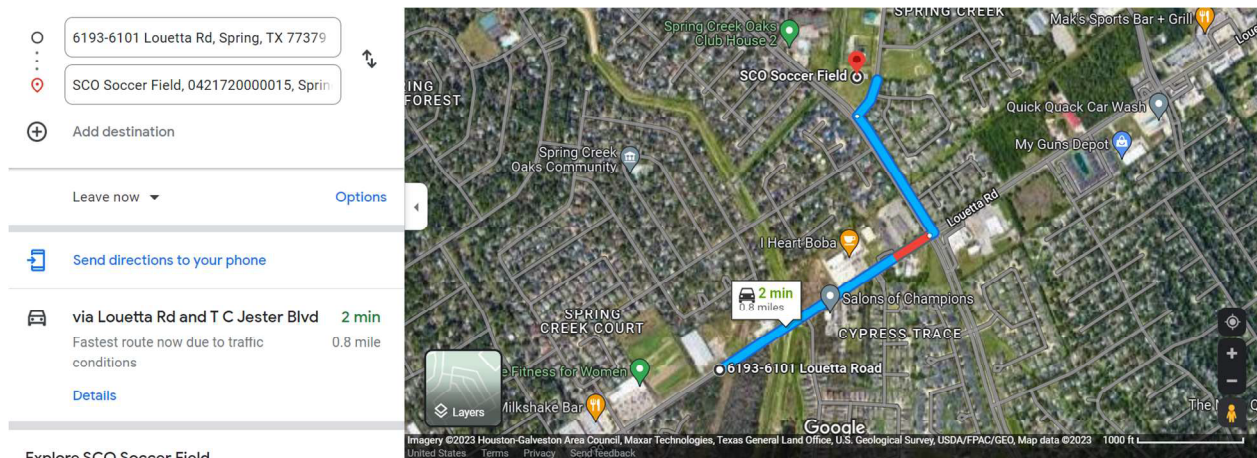 6193-6101 Louetta Rd, Spring, TX 77379
SCO Soccer Field, 0421720000015, Sprin
Add destination
Leave now
Options
Send directions to your phone
via Louetta Rd and T C Jester Blvd
2 min
Fastest route now due to traffic
conditions
0.8 mile
Details
Explore SCO Soccer Field
SPRING CREEK
Mak's Sports Bar + Grill
Spring Creek Oaks
Club House 2
SCO Soccer Field
RING
FOREST
Quick Quack Car Wash
My Guns Depot
Spring Creek
Oaks Community
Louetta Rd
I Heart Boba
2 min
0.8 miles
Salons of Champions
SPRING
CREEK COURT
CYPRESS TRACE
6193-6101 Louetta Road
e Fitness for Women
Milkshake Bar
Layers
The
Google
Imagery ©2023 Houston-Galveston Area Council, Maxar Technologies, Texas General Land Office, U.S. Geological Survey, USDA/FPAC/GEO, Map data ©2023
1000 ft
United States
Terms
Privacy
Send feedback